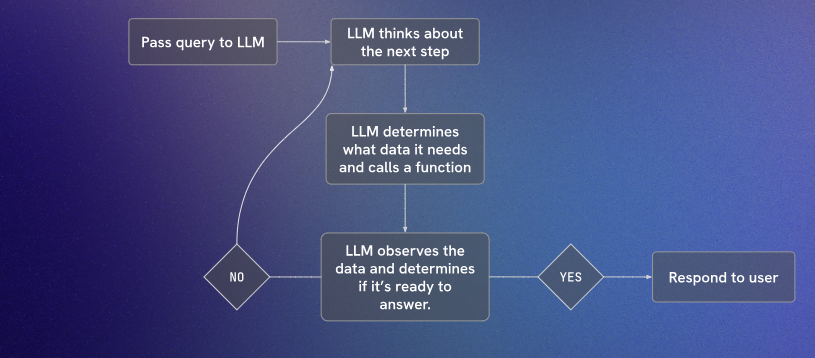 Pass query to LLM
LLM thinks about
the next step
LLM determines
what data it needs
and calls a function
LLM observes the
data and determines
if it’s ready to
answer.
NO
YES
Respond to user